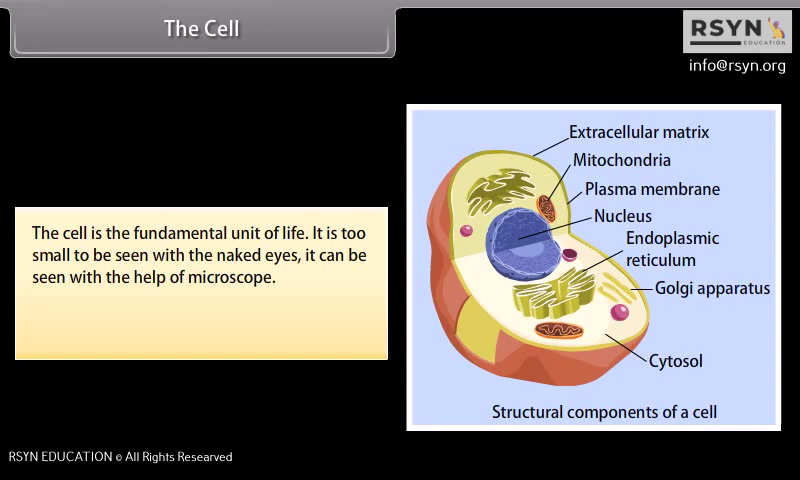 The Cell
RSYN
EDUCATION
info@rsyn.org
The cell is the fundamental unit of life. It is too
small to be seen with the naked eyes, it can be
seen with the help of microscope.
Extracellular matrix
Mitochondria
Plasma membrane
Nucleus
Endoplasmic
reticulum
Golgi apparatus
Cytosol
Structural components of a cell
RSYN EDUCATION © All Rights Researved